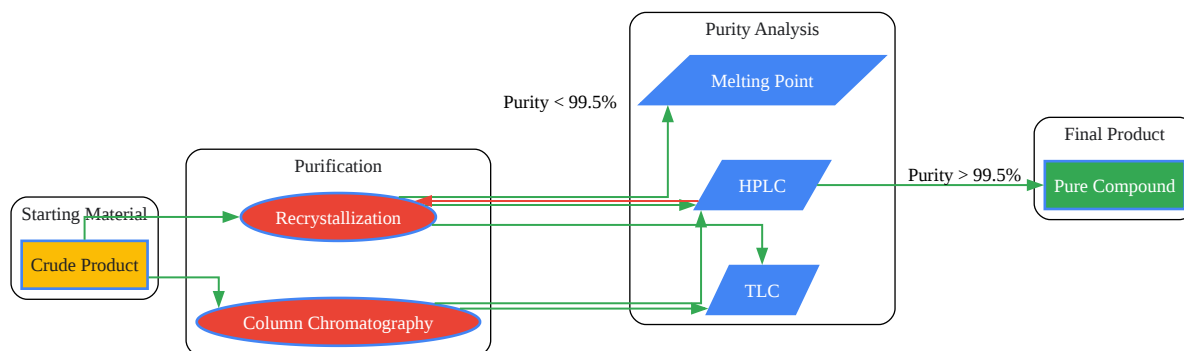 Purity Analysis
Melting Point
Purity < 99.5%
Final Product
Purification
HPLC
Purity > 99.5%
Pure Compound
Starting Material
Recrystallization
Crude Product
TLC
Column Chromatography